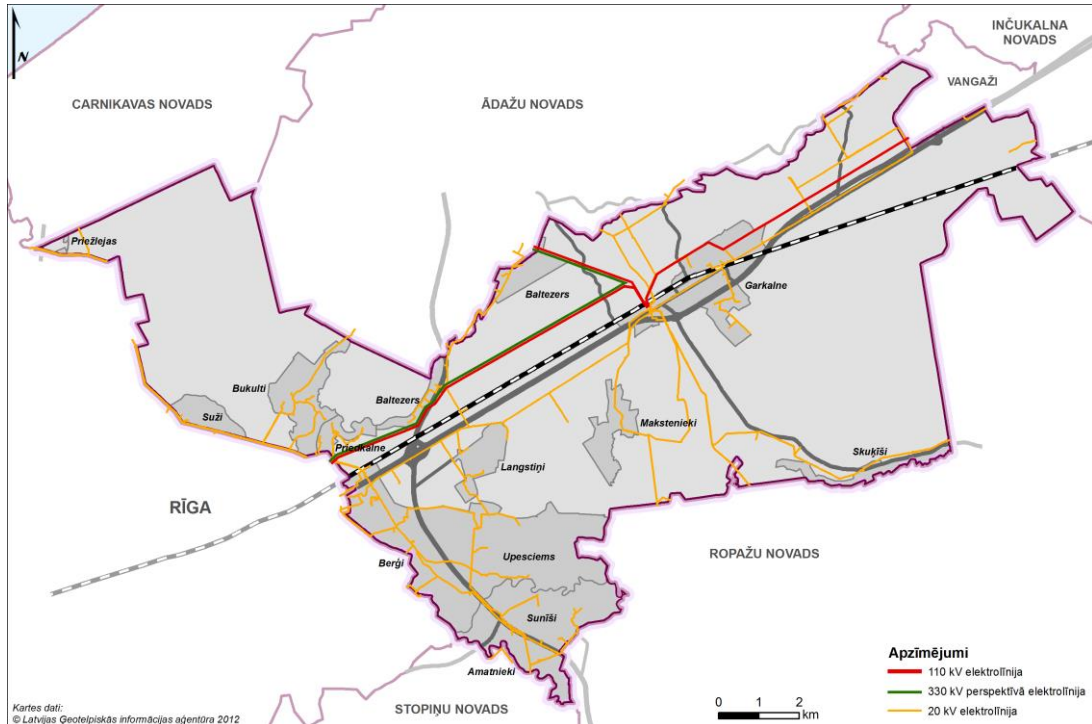 INČUKALNA
NOVADS
N
VANGAŽI
CARNIKAVAS NOVADS
ĀDAŽU NOVADS
Priežlejas
Baltezers
Garkalne
Bukulti
Baltezers
Suži
Makstenieki
Priedkalne
Skuķīši
Langstiņi
RĪGA
ROPAŽU NOVADS
Upesciems
Berģi
Sunīši
Amatnieki
Apzīmējumi
110 kV elektrolīnija
330 kV perspektīvā elektrolīnija
20 kV elektrolīnija
0 1 2
km
STOPIŅU NOVADS
Kartes dati:
© Latvijas Ģeotelpiskās informācijas aģentūra 2012